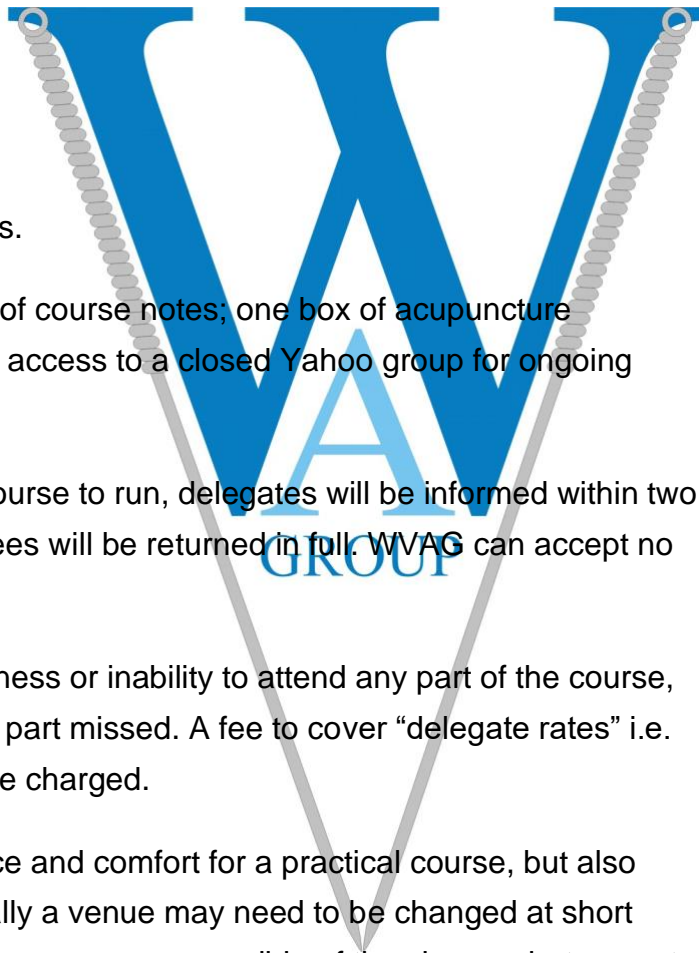 s.
of course notes; one box of acupuncture
access to a closed Yahoo group for ongoing
ourse to run, delegates will be informed within two
ees will be returned in full. WVAG can accept no
ness or inability to attend any part of the course,
part missed. A fee to cover “delegate rates” i.e.
e charged.
ce and comfort for a practical course, but also
ally a venue may need to be changed at short
W
A
GROUP